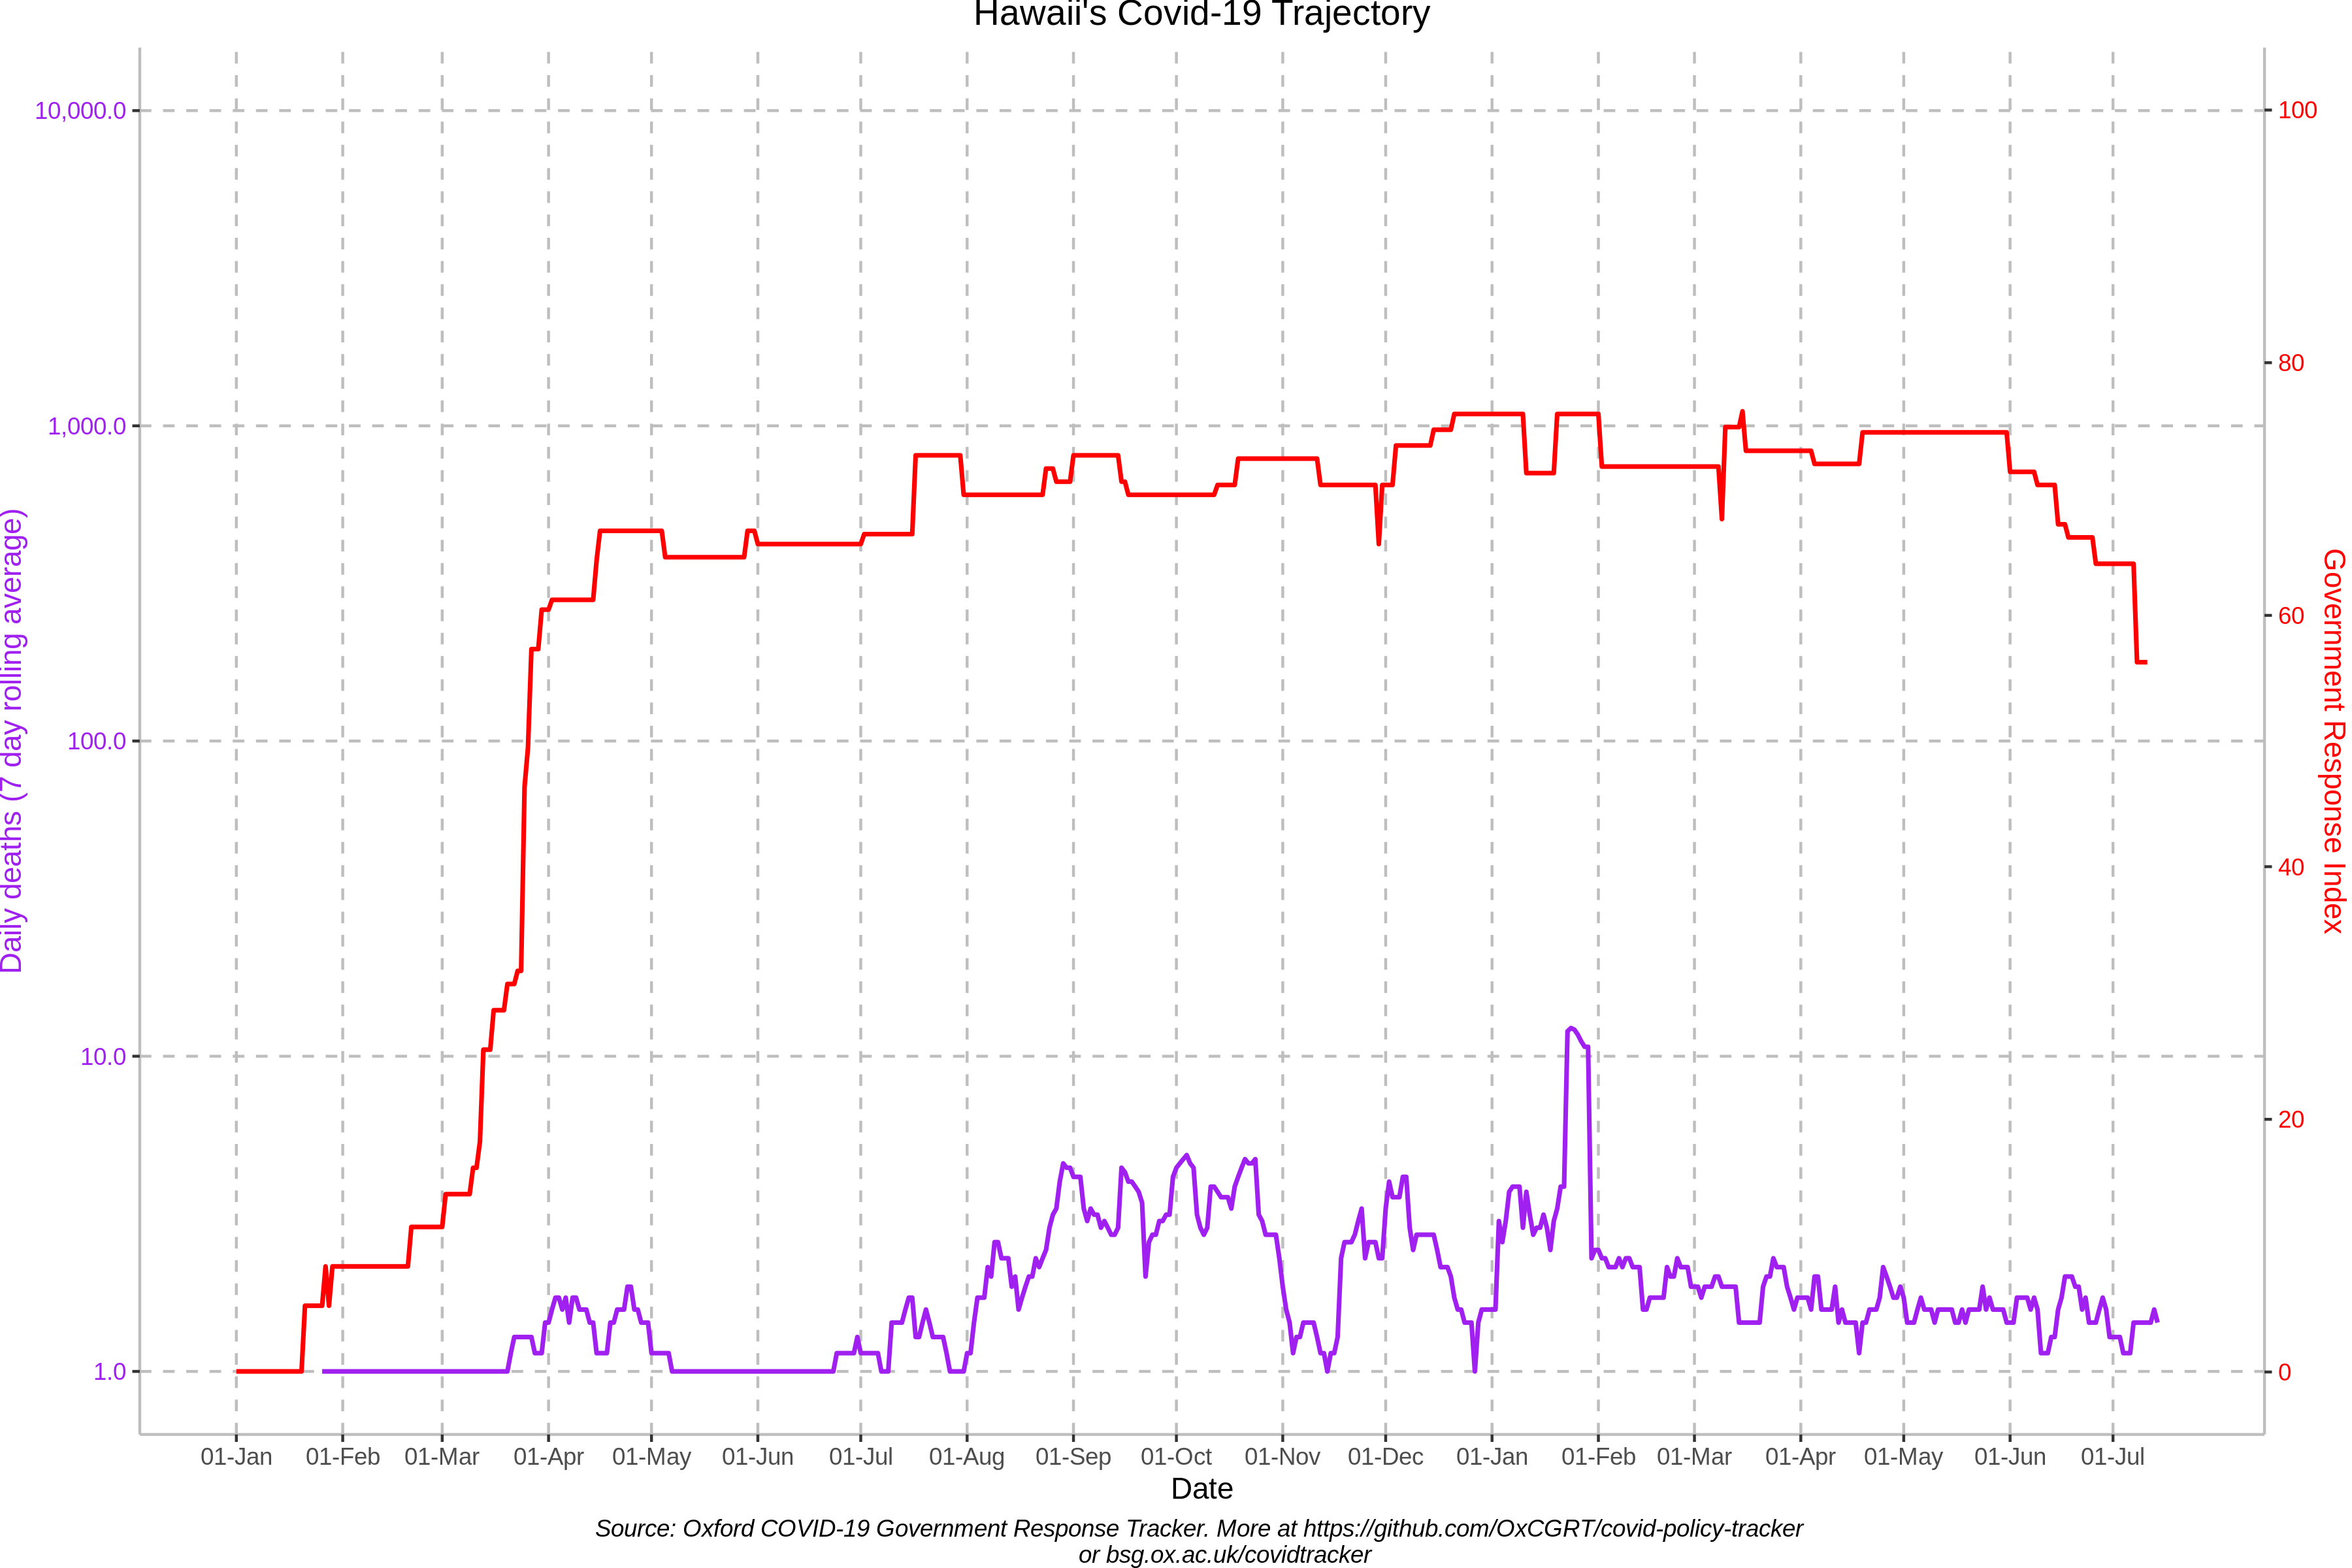 Hawaii's Covid-19 Trajectory
10,000.0
1,000.0
100.0
10.0
1.0
Daily deaths (7 day rolling average)
100
80
60
40
20
0
Government Response Index
01-Jan 01-Feb 01-Mar 01-Apr 01-May 01-Jun 01-Jul 01-Aug 01-Sep 01-Oct 01-Nov 01-Dec 01-Jan 01-Feb 01-Mar 01-Apr 01-May 01-Jun 01-Jul
Date
Source: Oxford COVID-19 Government Response Tracker. More at https://github.com/OxCGRT/covid-policy-tracker
or bsg.ox.ac.uk/covidtracker